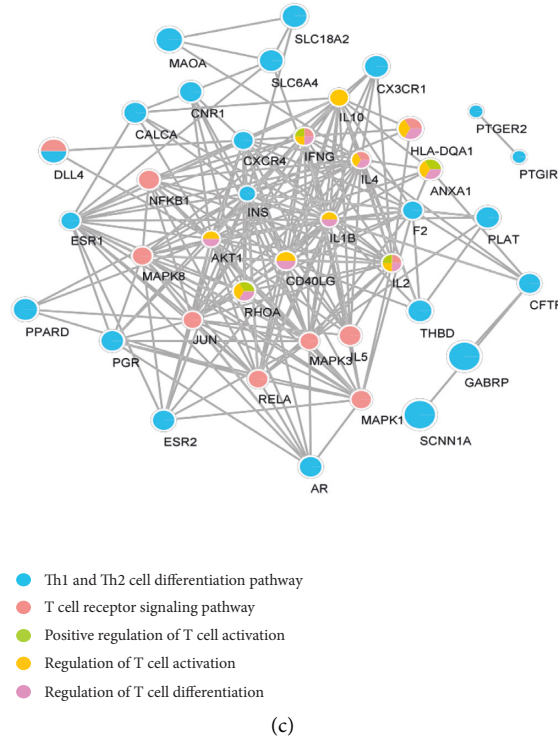 SLC18A2
MAOA
SLC6A4
CX3CR1
CNR1
IL10
PTGER2
CALCA
HLA-DQA1
CXCR4
IFNG
PTGIR
DLL4
IL4
ANXA1
NFKB1
INS
ESR1
IL1B
F2
PLAT
AKT1
MAPK8
CD40LG
IL2
CFTR
RHOA
PPARD
THBD
JUN
PGR
MAPK3
IL5
GABRP
RELA
MAPK1
SCNN1A
ESR2
AR
Th1 and Th2 cell differentiation pathway
T cell receptor signaling pathway
Positive regulation of T cell activation
Regulation of T cell activation
Regulation of T cell differentiation
(c)